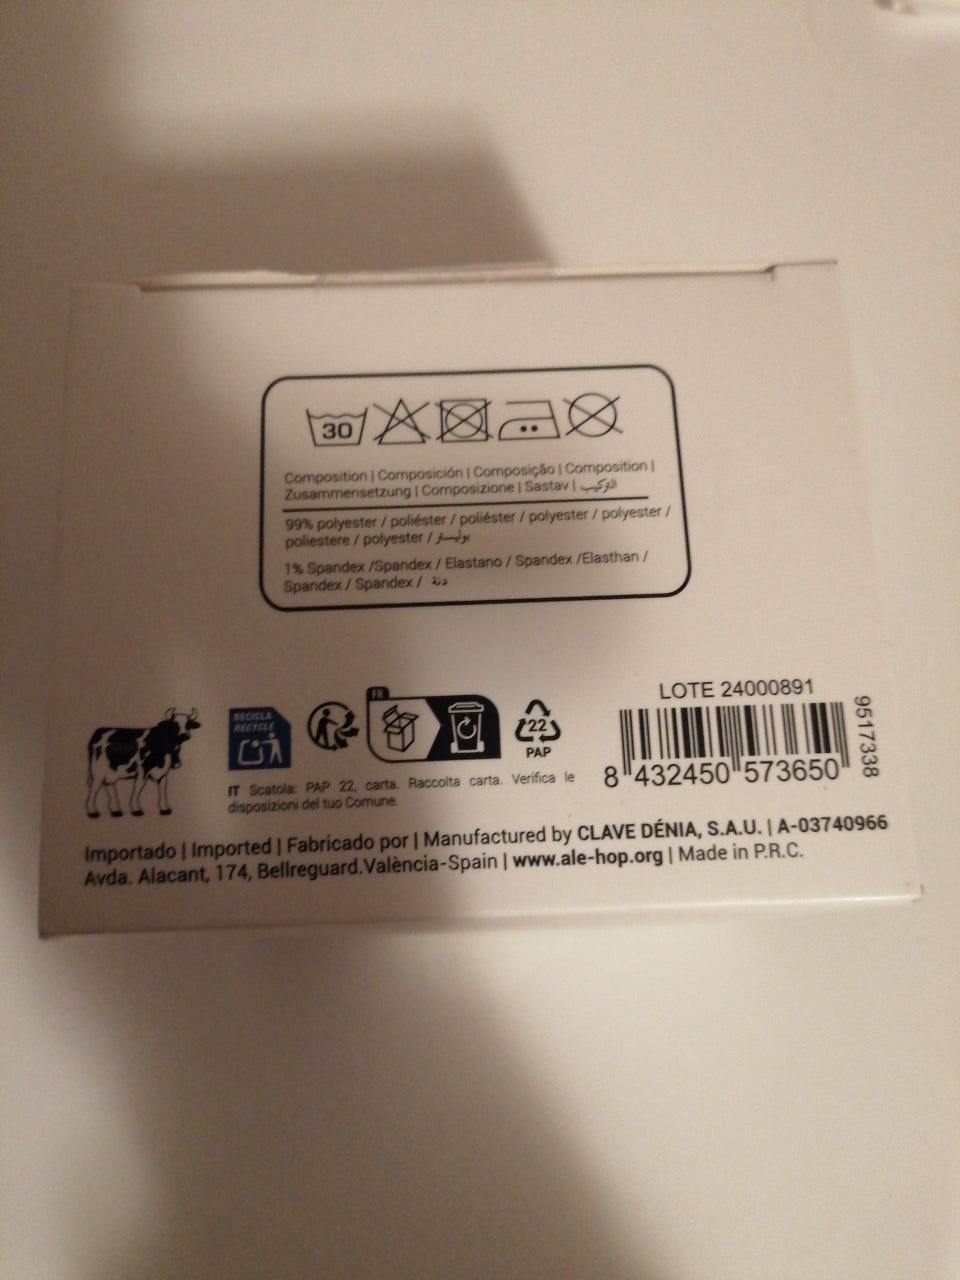 30
Composition | Composición | Composição | Composition |
Zusammensetzung | Composizione | Sastav | التركيب
99% polyester / poliéster / poliéster / polyester / polyester /
poliestere / polyester / بوليستر
1% Spandex /Spandex / Elastano / Spandex /Elasthan /
Spandex / Spandex /
LOTE 24000891
9517338
8 432450 573650
RECICLA
RECYCLE
FR
22
PAP
IT Scatola: PAP 22, carta. Raccolta carta. Verifica le
disposizioni del tuo Comune.
Importado | Imported | Fabricado por | Manufactured by CLAVE DÉNIA, S.A.U. | A-03740966
Avda. Alacant, 174, Bellreguard.València-Spain | www.ale-hop.org | Made in P.R.C.